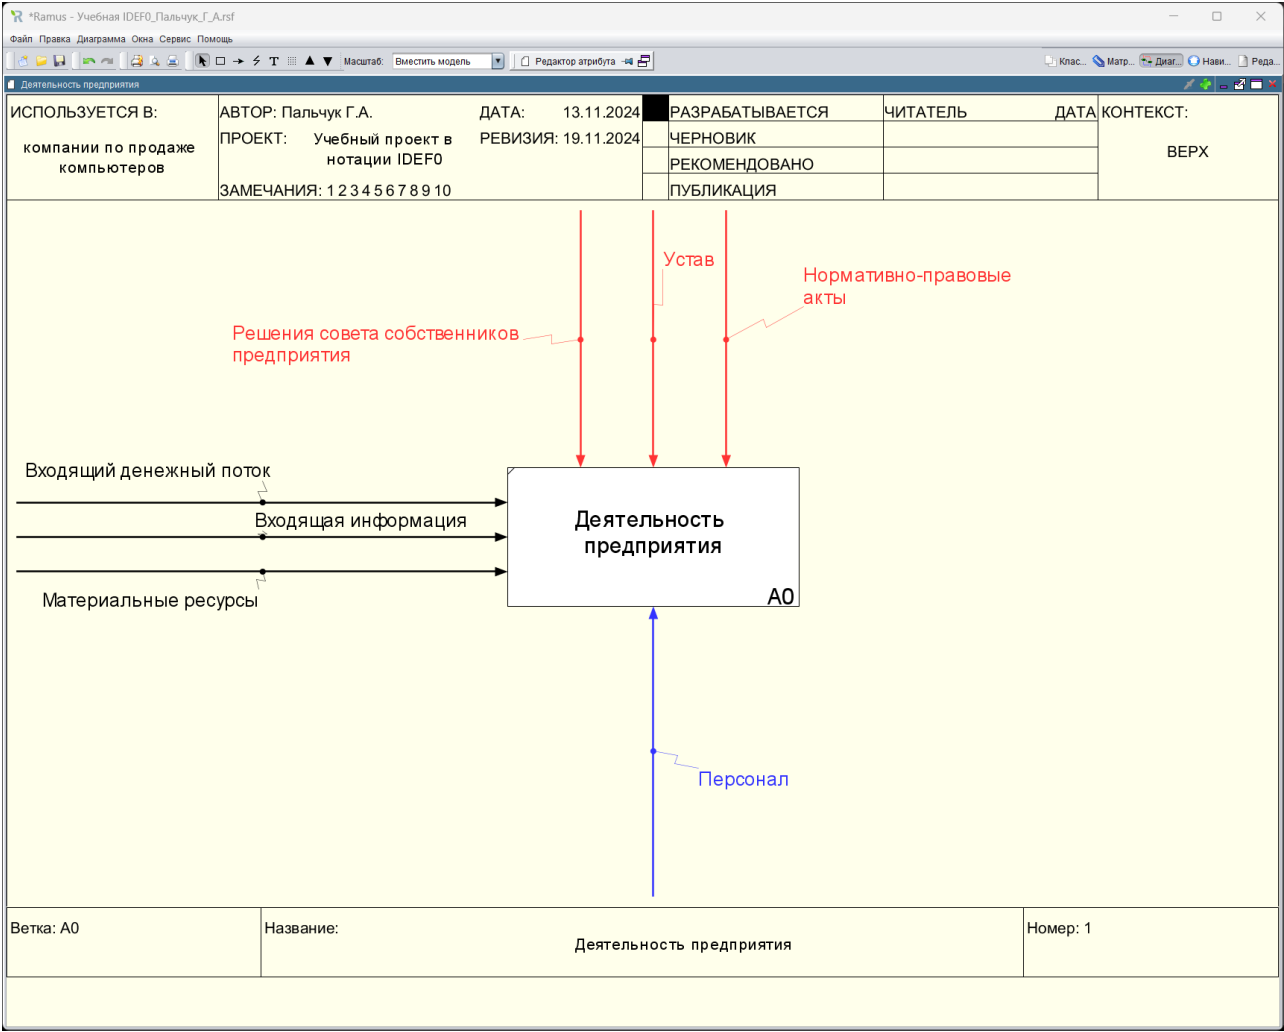 *Ramus - Учебная IDEF0_Пальчук_Г_А.rsf
Файл Правка Диаграмма Окна Сервис Помощь
Масштаб: Вместить модель Редактор атрибута Клас... Матр... Диаг... Нави... Реда...
Деятельность предприятия
ИСПОЛЬЗУЕТСЯ В:
компании по продаже
компьютеров
АВТОР: Пальчук Г.А.
ДАТА: 13.11.2024
ПРОЕКТ: Учебный проект в
нотации IDEF0
РЕВИЗИЯ: 19.11.2024
ЗАМЕЧАНИЯ: 1 2 3 4 5 6 7 8 9 10
РАЗРАБАТЫВАЕТСЯ
ЧЕРНОВИК
РЕКОМЕНДОВАНО
ПУБЛИКАЦИЯ
ЧИТАТЕЛЬ ДАТА
КОНТЕКСТ:
ВЕРХ
Устав
Нормативно-правовые
акты
Решения совета собственников
предприятия
Входящий денежный поток
Входящая информация
Материальные ресурсы
Деятельность
предприятия
A0
Персонал
Ветка: A0
Название:
Деятельность предприятия
Номер: 1